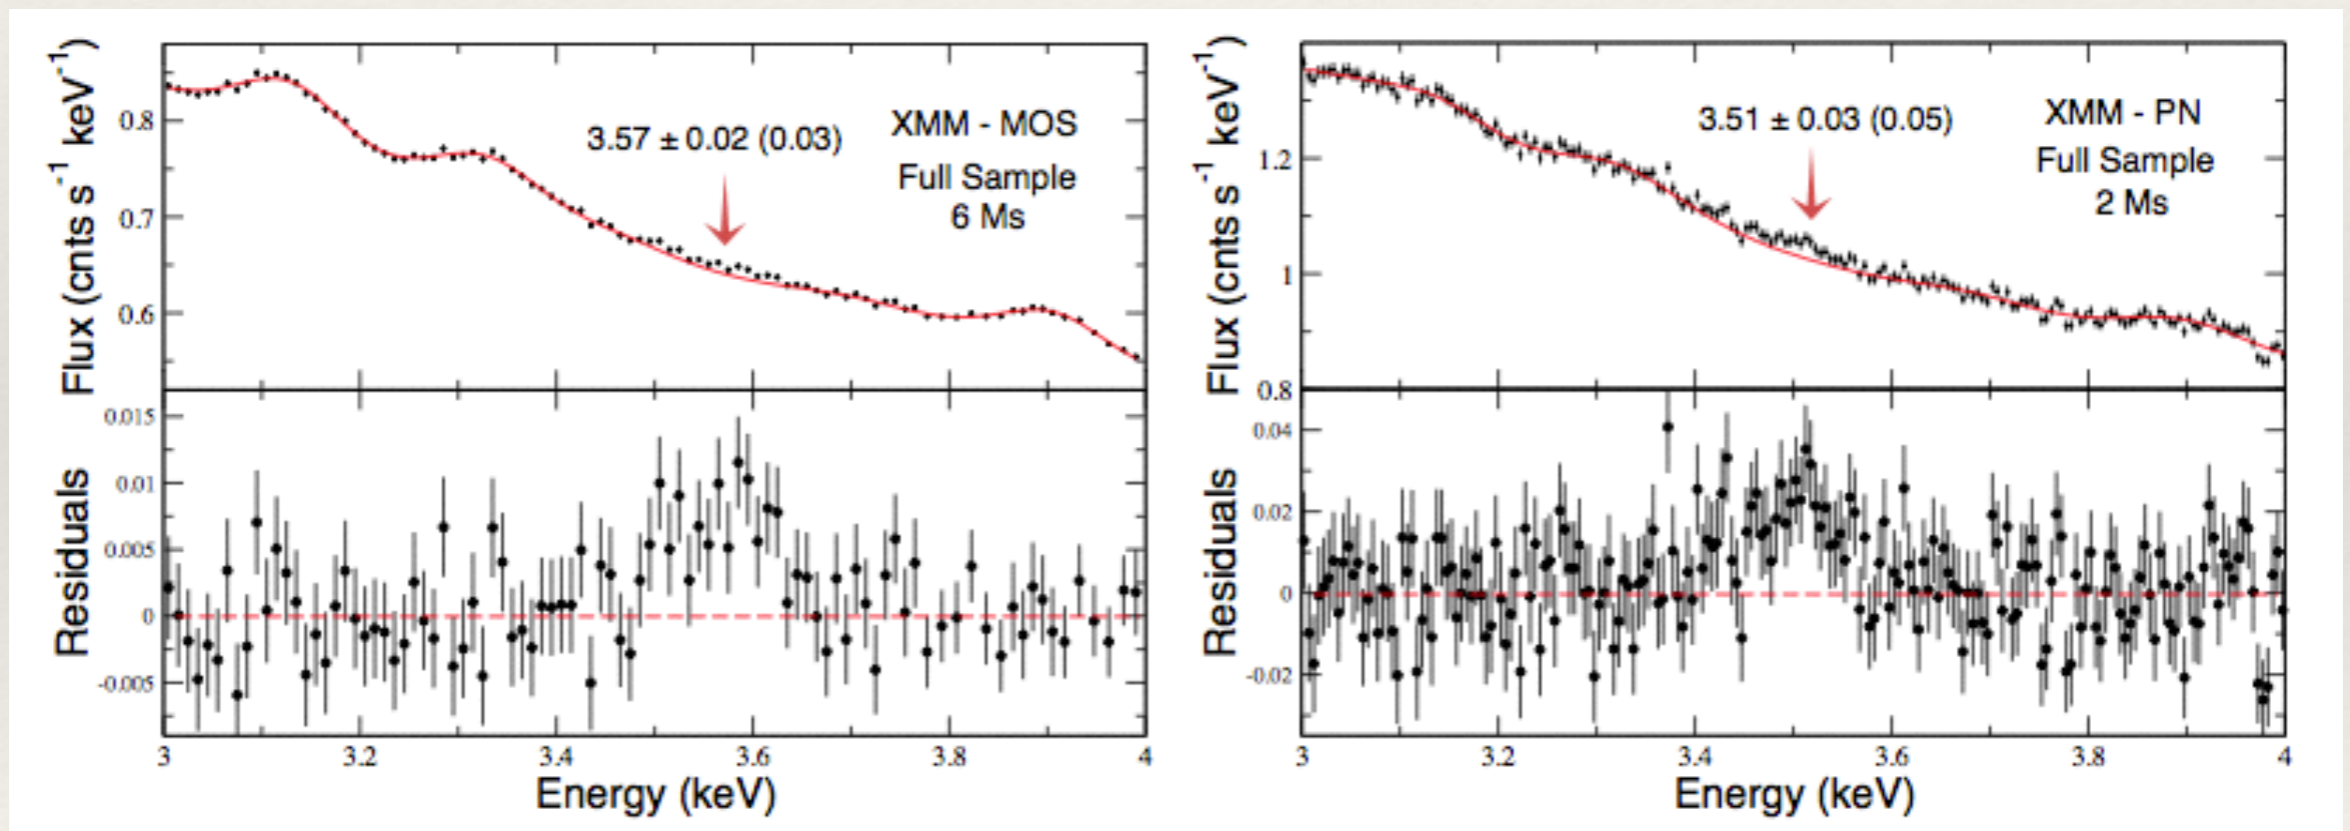 Flux (cnts s⁻¹ keV⁻¹)
0.8
0.7
0.6
3.57 ± 0.02 (0.03)
XMM - MOS
Full Sample
6 Ms
Residuals
0.015
0.01
0.005
0
-0.005
3 3.2 3.4 3.6 3.8 4
Energy (keV)
Flux (cnts s⁻¹ keV⁻¹)
1.2
1
0.8
3.51 ± 0.03 (0.05)
XMM - PN
Full Sample
2 Ms
Residuals
0.04
0.02
0
-0.02
3 3.2 3.4 3.6 3.8 4
Energy (keV)